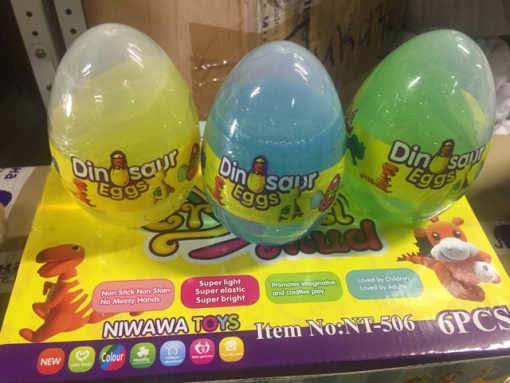 Dinosaur
Eggs
Dinosaur
Eggs
Dinosaur
Eggs
Non Stick Non Stain
No Messy Hands
Super light
Super elastic
Super bright
Promotes imaginative
and creative play
Loved by Children
Loved by Adults
NIWAWA TOYS
Item No:NT-506
6PCS
NEW
Colour